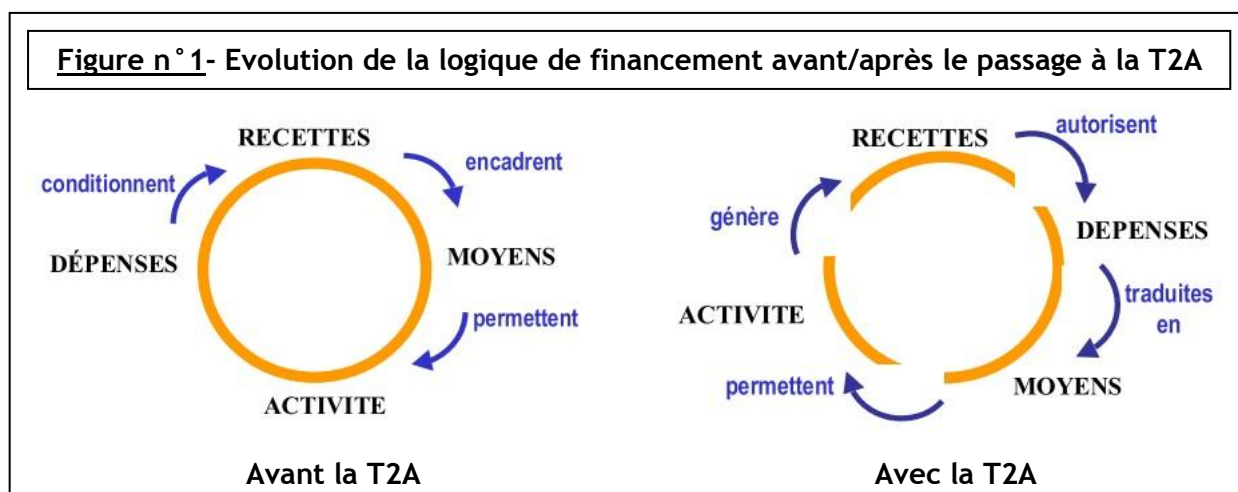 Figure n°1- Evolution de la logique de financement avant/après le passage à la T2A
RECETTES
encadrent
conditionnent
DÉPENSES
MOYENS
permettent
ACTIVITE
Avant la T2A
RECETTES
autorisent
génère
DEPENSES
traduites
en
ACTIVITE
permettent
MOYENS
Avec la T2A